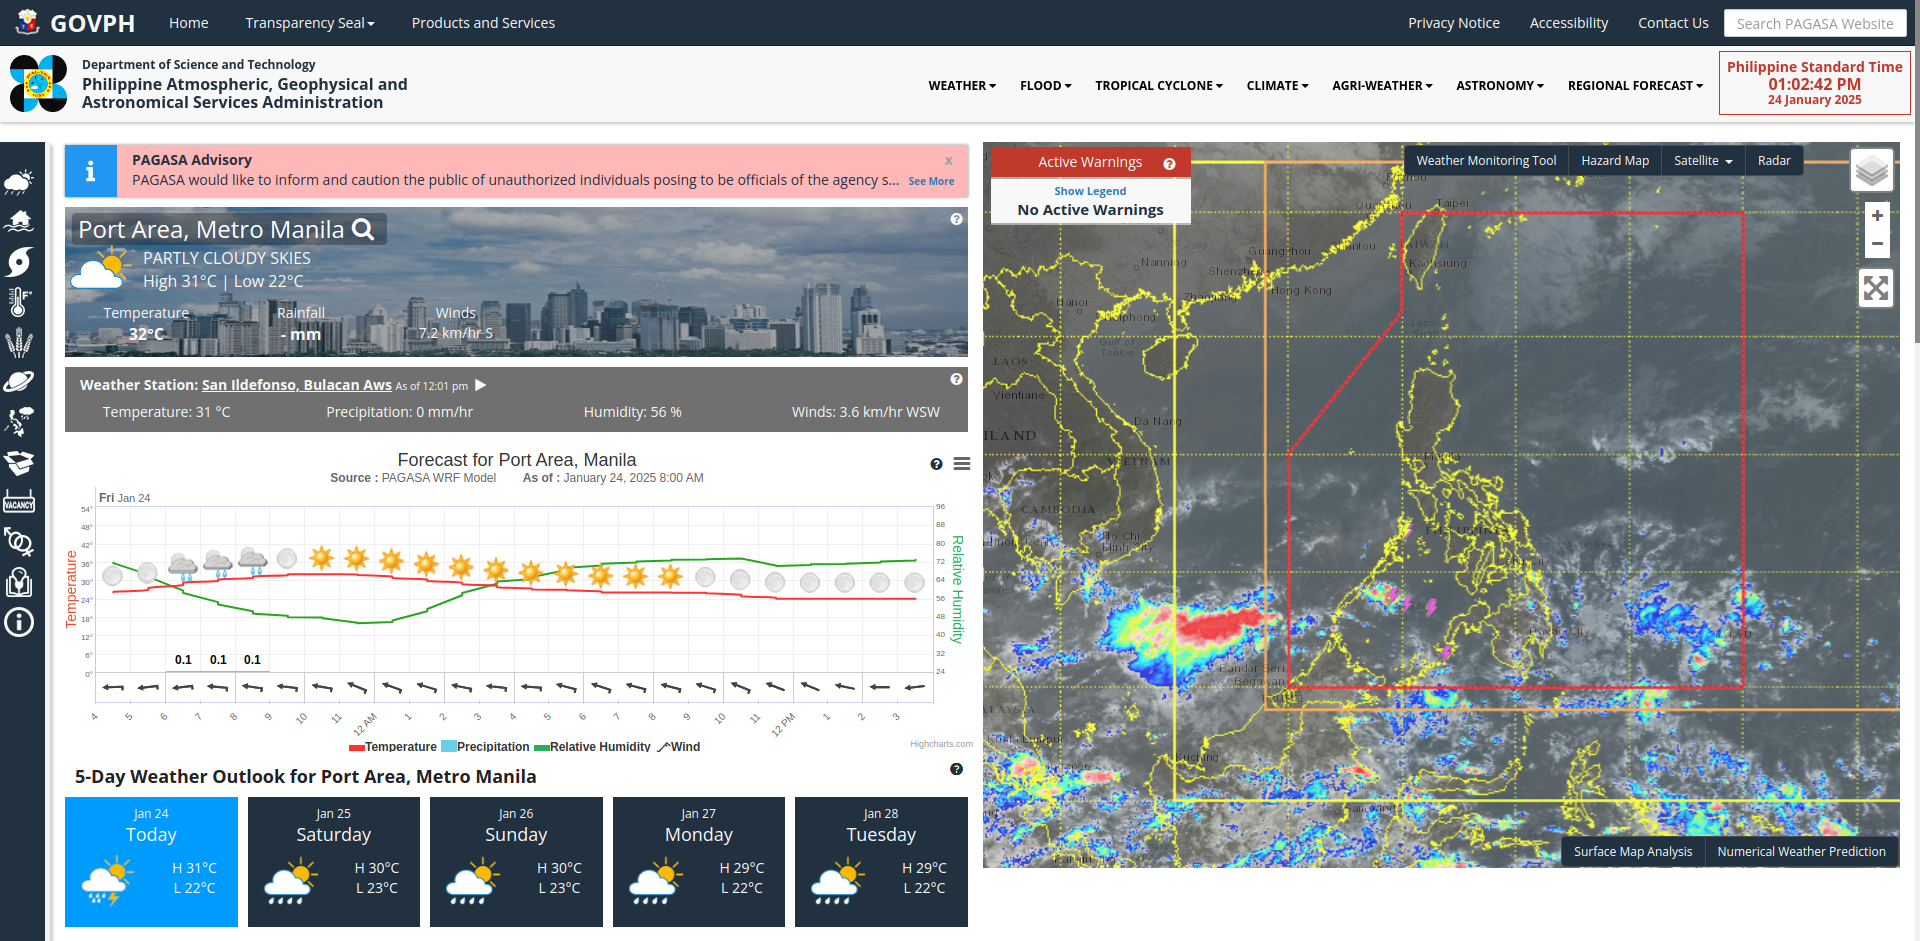 GOVPH
Home
Transparency Seal
Products and Services
Privacy Notice
Accessibility
Contact Us
Search PAGASA Website
Department of Science and Technology
Philippine Atmospheric, Geophysical and
Astronomical Services Administration
WEATHER
FLOOD
TROPICAL CYCLONE
CLIMATE
AGRI-WEATHER
ASTRONOMY
REGIONAL FORECAST
Philippine Standard Time
01:02:42 PM
24 January 2025
VACANCY
PAGASA Advisory
x
PAGASA would like to inform and caution the public of unauthorized individuals posing to be officials of the agency s... See More
Port Area, Metro Manila
PARTLY CLOUDY SKIES
High 31°C | Low 22°C
Temperature
32°C
Rainfall
- mm
Winds
7.2 km/hr S
Weather Station: San Ildefonso, Bulacan Aws As of 12:01 pm
Temperature: 31 °C
Precipitation: 0 mm/hr
Humidity: 56 %
Winds: 3.6 km/hr WSW
Forecast for Port Area, Manila
Source : PAGASA WRF Model As of : January 24, 2025 8:00 AM
Fri Jan 24
54°
48°
42°
36°
30°
24°
18°
12°
6°
0°
Temperature
96
88
80
72
64
56
48
40
32
24
Relative Humidity
0.1 0.1 0.1
4 5 6 7 8 9 10 11 12 AM 1 2 3 4 5 6 7 8 9 10 11 12 PM 1 2 3
Temperature Precipitation Relative Humidity Wind
Highcharts.com
5-Day Weather Outlook for Port Area, Metro Manila
Jan 24
Today
H 31°C
L 22°C
Jan 25
Saturday
H 30°C
L 23°C
Jan 26
Sunday
H 30°C
L 23°C
Jan 27
Monday
H 29°C
L 22°C
Jan 28
Tuesday
H 29°C
L 22°C
Active Warnings
Show Legend
No Active Warnings
Weather Monitoring Tool
Hazard Map
Satellite
Radar
+
−
Taipei
Guangzhou
Kaohsiung
Nanning
Shenzhen
Hong Kong
Hanoi
Zhanjiang
Haiphong
Luzon
Gulf of
Tonkin
LAOS
Vientiane
Da Nang
VIETNAM
Manila
CAMBODIA
Ho Chi
Minh City
PHILIPPINES
Davao City
Bandar Seri
Begawan
Kuala Lumpur
Kuching
Samarinda
Surface Map Analysis
Numerical Weather Prediction